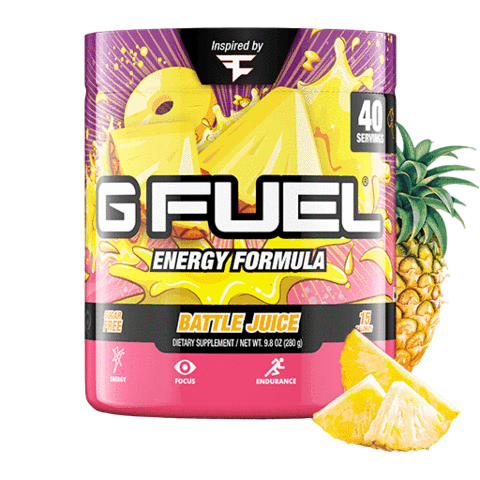 Inspired by
40
SERVINGS
G FUEL®
ENERGY FORMULA
SUGAR
FREE
BATTLE JUICE
15
DIETARY SUPPLEMENT / NET WT. 9.8 OZ (280 g)
ENERGY
FOCUS
ENDURANCE